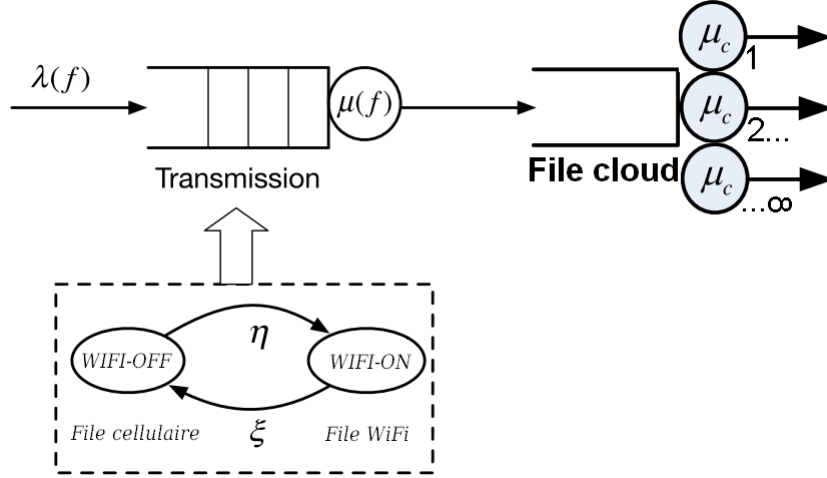 λ(f)
μ(f)
Transmission
File cloud
μc
1
μc
2...
μc
...∞
WIFI-OFF
η
WIFI-ON
File cellulaire
ξ
File WiFi